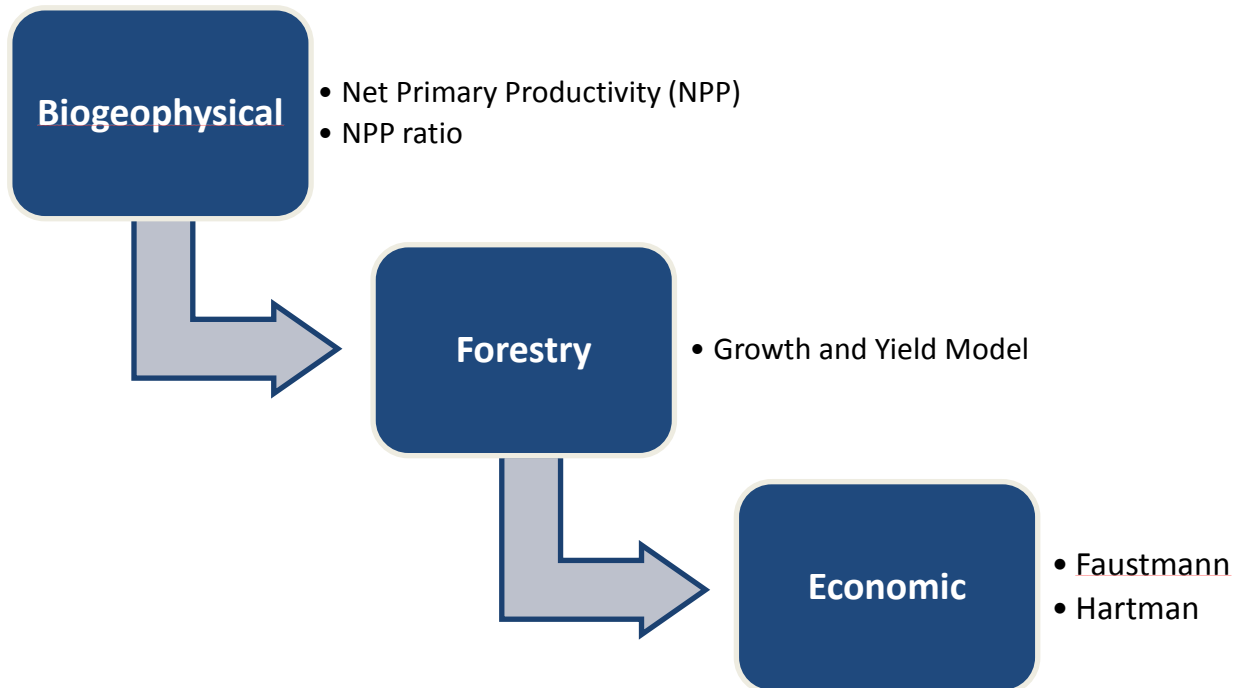 Biogeophysical
• Net Primary Productivity (NPP)
• NPP ratio
Forestry
• Growth and Yield Model
Economic
• Faustmann
• Hartman